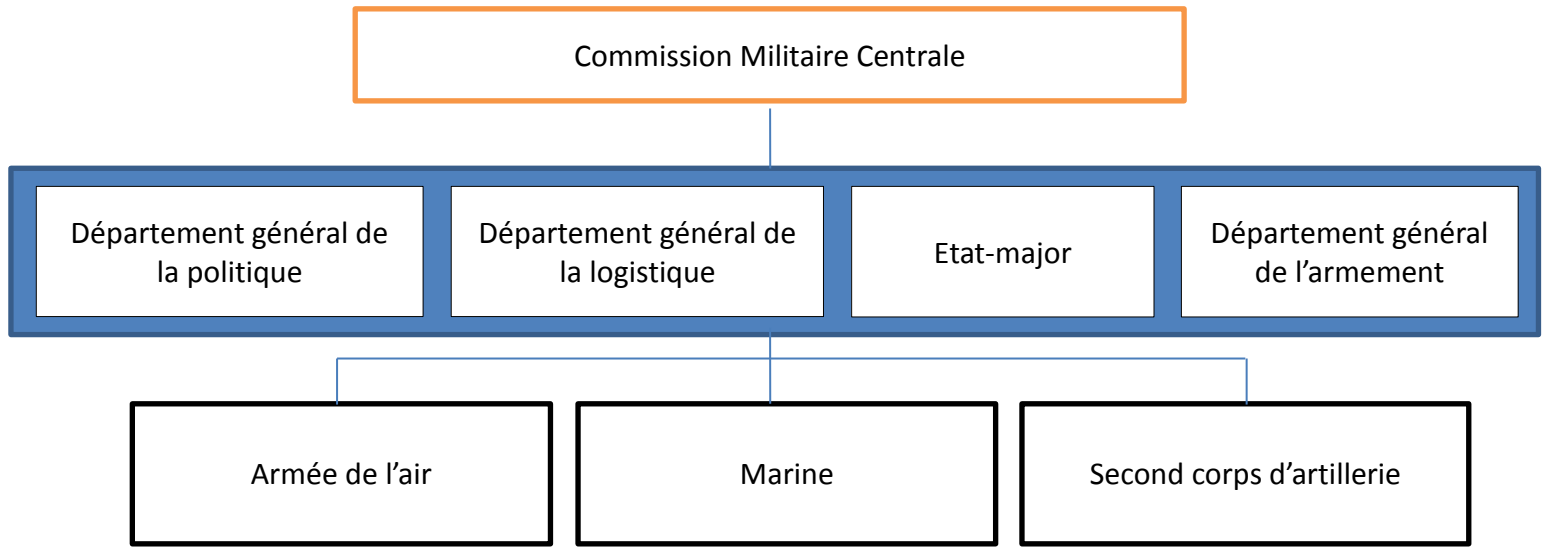 Commission Militaire Centrale
Département général de
la politique
Département général de
la logistique
Etat-major
Département général
de l’armement
Armée de l’air
Marine
Second corps d’artillerie